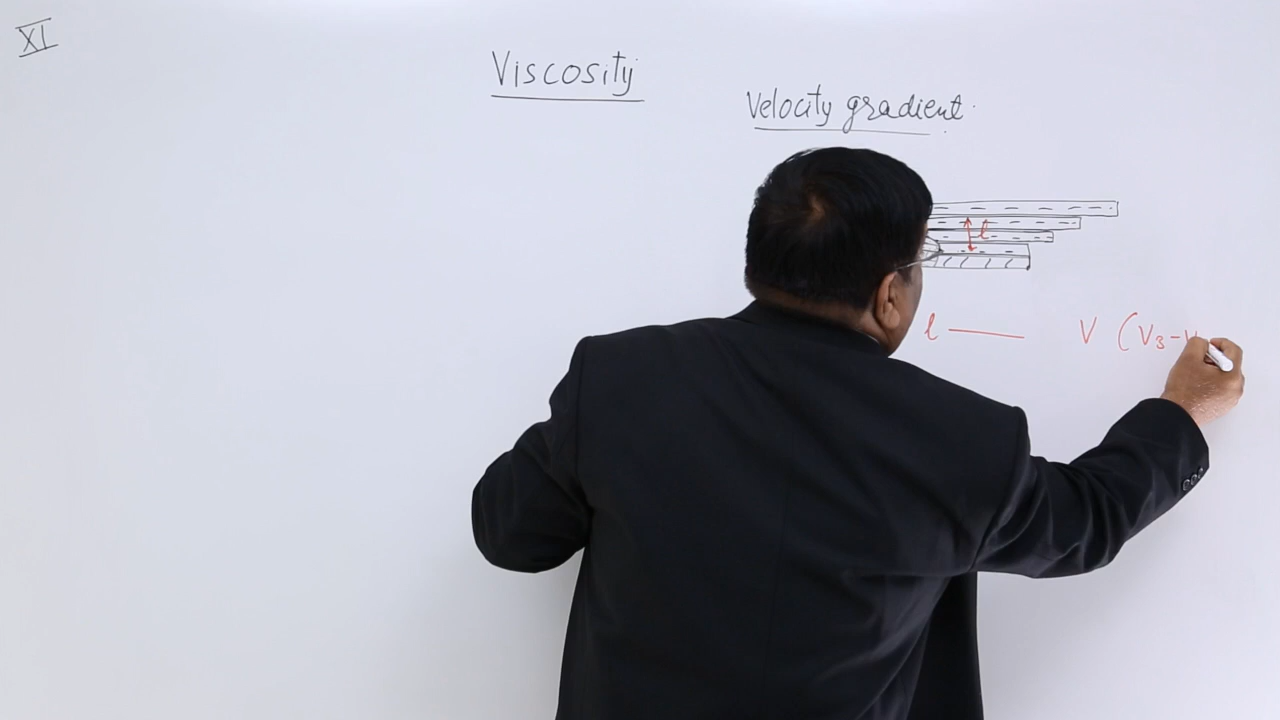 XI
Viscosity
Velocity gradient
l
l — V (V3-